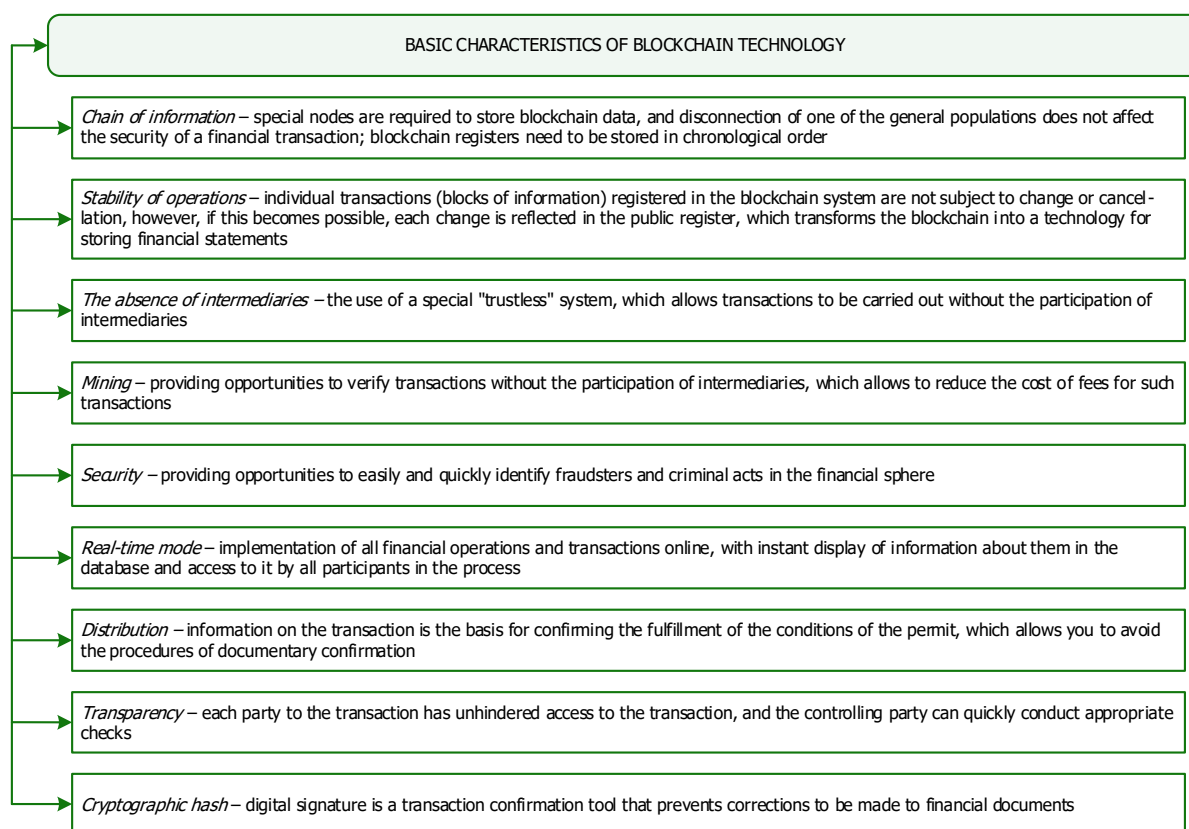 BASIC CHARACTERISTICS OF BLOCKCHAIN TECHNOLOGY
Chain of information – special nodes are required to store blockchain data, and disconnection of one of the general populations does not affect
the security of a financial transaction; blockchain registers need to be stored in chronological order
Stability of operations – individual transactions (blocks of information) registered in the blockchain system are not subject to change or cancel-
lation, however, if this becomes possible, each change is reflected in the public register, which transforms the blockchain into a technology for
storing financial statements
The absence of intermediaries – the use of a special "trustless" system, which allows transactions to be carried out without the participation of
intermediaries
Mining – providing opportunities to verify transactions without the participation of intermediaries, which allows to reduce the cost of fees for such
transactions
Security – providing opportunities to easily and quickly identify fraudsters and criminal acts in the financial sphere
Real-time mode – implementation of all financial operations and transactions online, with instant display of information about them in the
database and access to it by all participants in the process
Distribution – information on the transaction is the basis for confirming the fulfillment of the conditions of the permit, which allows you to avoid
the procedures of documentary confirmation
Transparency – each party to the transaction has unhindered access to the transaction, and the controlling party can quickly conduct appropriate
checks
Cryptographic hash – digital signature is a transaction confirmation tool that prevents corrections to be made to financial documents